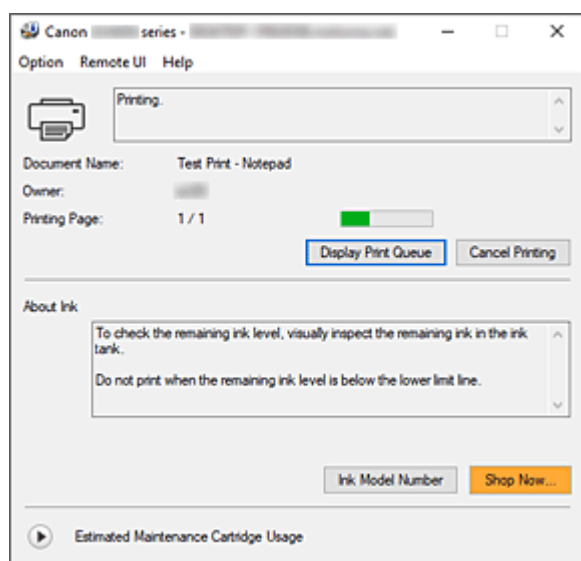 Canon series -
Option Remote UI Help
Printing.
Document Name: Test Print - Notepad
Owner:
Printing Page: 1 / 1
Display Print Queue Cancel Printing
About Ink
To check the remaining ink level, visually inspect the remaining ink in the ink
tank.
Do not print when the remaining ink level is below the lower limit line.
Ink Model Number Shop Now...
Estimated Maintenance Cartridge Usage